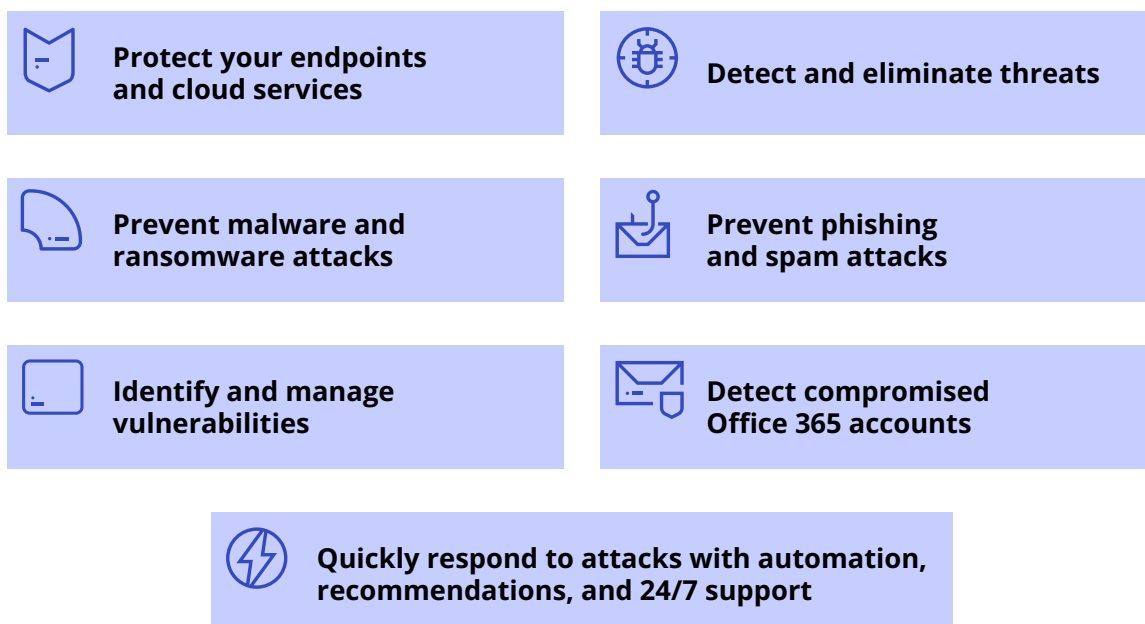 Protect your endpoints
and cloud services
Detect and eliminate threats
Prevent malware and
ransomware attacks
Prevent phishing
and spam attacks
Identify and manage
vulnerabilities
Detect compromised
Office 365 accounts
Quickly respond to attacks with automation,
recommendations, and 24/7 support